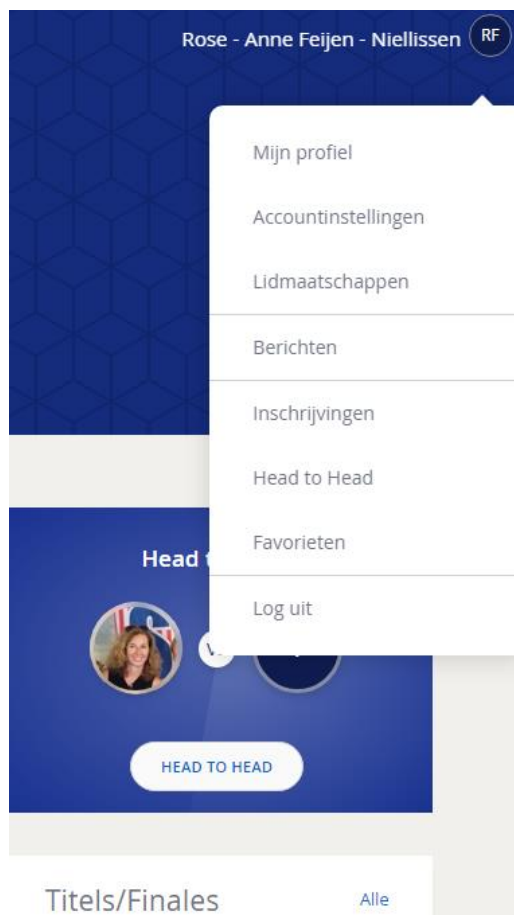 Rose - Anne Feijen - Niellissen RF
Mijn profiel
Accountinstellingen
Lidmaatschappen
Berichten
Inschrijvingen
Head to Head
Favorieten
Log uit
Head
HEAD TO HEAD
Titels/Finales Alle